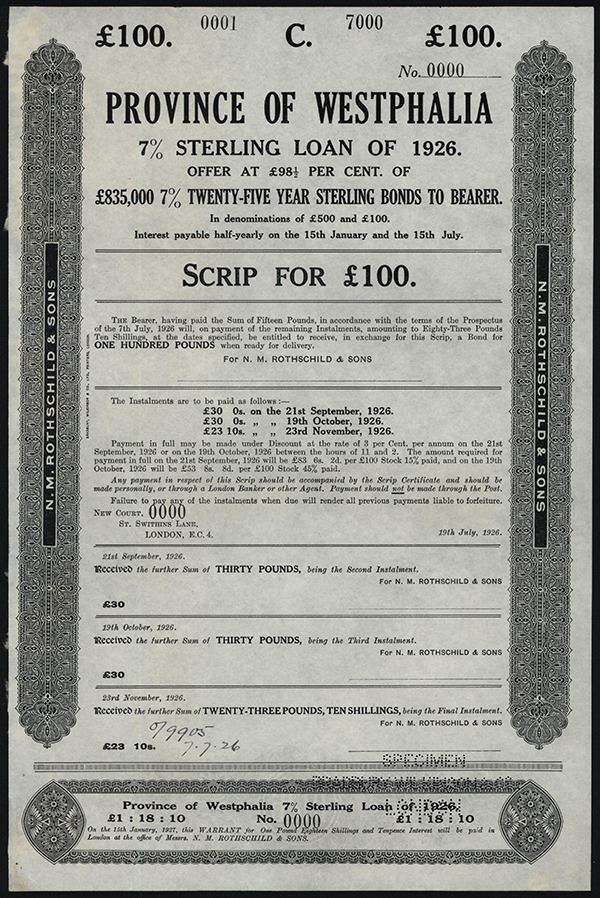 £100. 0001 C. 7000 £100.
No. 0000
PROVINCE OF WESTPHALIA
7% STERLING LOAN OF 1926.
OFFER AT £98½ PER CENT. OF
£835,000 7% TWENTY-FIVE YEAR STERLING BONDS TO BEARER.
In denominations of £500 and £100.
Interest payable half-yearly on the 15th January and the 15th July.
SCRIP FOR £100.
THE Bearer, having paid the Sum of Fifteen Pounds, in accordance with the terms of the Prospectus
of the 7th July, 1926 will, on payment of the remaining Instalments, amounting to Eighty-Three Pounds
Ten Shillings, at the dates specified, be entitled to receive, in exchange for this Scrip, a Bond for
ONE HUNDRED POUNDS when ready for delivery.
For N. M. ROTHSCHILD & SONS
N. M. ROTHSCHILD & SONS
N. M. ROTHSCHILD & SONS
BRADBURY, WILKINSON & CO. LTD. PRINTERS, LONDON.
The Instalments are to be paid as follows :—
£30 0s. on the 21st September, 1926.
£30 0s. „ „ 19th October, 1926.
£23 10s. „ „ 23rd November, 1926.
Payment in full may be made under Discount at the rate of 3 per Cent. per annum on the 21st
September, 1926 or on the 19th October, 1926 between the hours of 11 and 2. The amount required for
payment in full on the 21st September, 1926 will be £83 6s. 2d. per £100 Stock 15% paid, and on the 19th
October, 1926 will be £53 8s. 8d. per £100 Stock 45% paid.
Any payment in respect of this Scrip should be accompanied by the Scrip Certificate and should be
made personally, or through a London Banker or other Agent. Payment should not be made through the Post.
Failure to pay any of the instalments when due will render all previous payments liable to forfeiture.
NEW COURT, 0000
ST. SWITHINS LANE,
LONDON, E.C. 4. 19th July, 1926.
21st September, 1926.
Received the further Sum of THIRTY POUNDS, being the Second Instalment.
For N. M. ROTHSCHILD & SONS
£30
19th October, 1926.
Received the further Sum of THIRTY POUNDS, being the Third Instalment.
For N. M. ROTHSCHILD & SONS
£30
23rd November, 1926.
Received the further Sum of TWENTY-THREE POUNDS, TEN SHILLINGS, being the Final Instalment.
For N. M. ROTHSCHILD & SONS
£23 10s. 7.7.26
SPECIMEN
BRADBURY WILKINSON & Co
Province of Westphalia 7% Sterling Loan of 1926.
£1 : 18 : 10 No. 0000 £1 : 18 : 10
On the 15th January, 1927, this WARRANT for One Pound Eighteen Shillings and Tenpence Interest will be paid in
London at the office of Messrs. N. M. ROTHSCHILD & SONS.